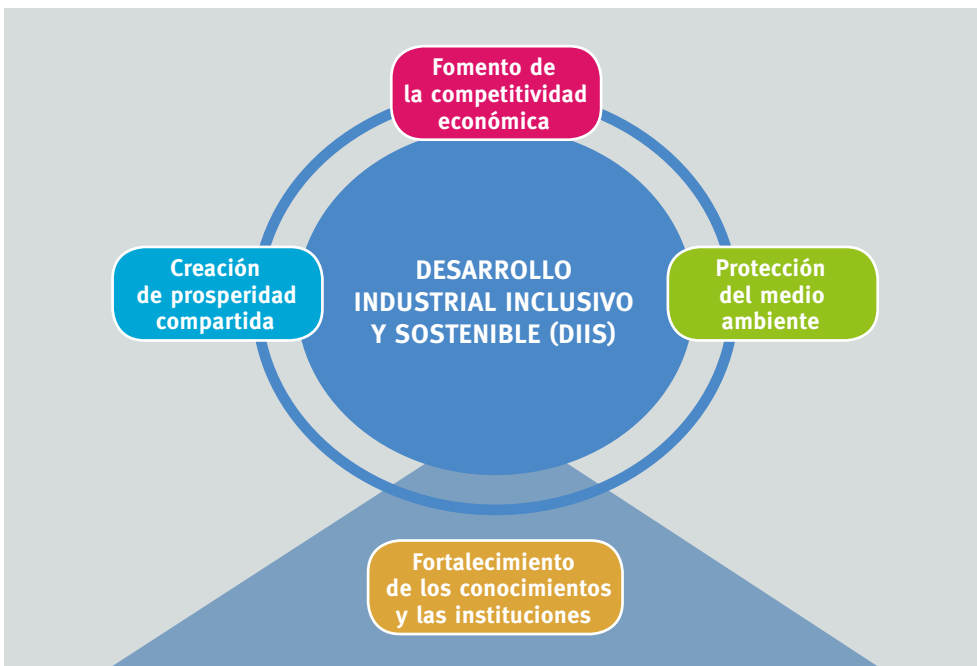 Fomento de
la competitividad
económica
Creación
de prosperidad
compartida
DESARROLLO
INDUSTRIAL INCLUSIVO
Y SOSTENIBLE (DIIS)
Protección
del medio
ambiente
Fortalecimiento
de los conocimientos
y las instituciones